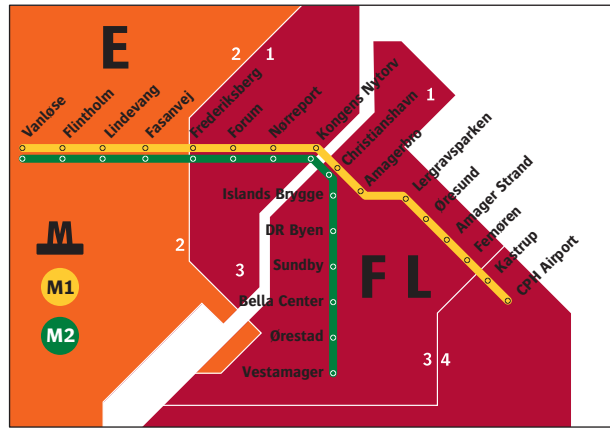 E
2 1
1
Vanløse
Flintholm
Lindevang
Fasanvej
Frederiksberg
Forum
Nørreport
Kongens Nytorv
Christianshavn
Amagerbro
Lergravsparken
Øresund
Amager Strand
Femøren
Kastrup
CPH Airport
Islands Brygge
DR Byen
Sundby
Bella Center
Ørestad
Vestamager
M
M1
M2
2
3
F L
3 4